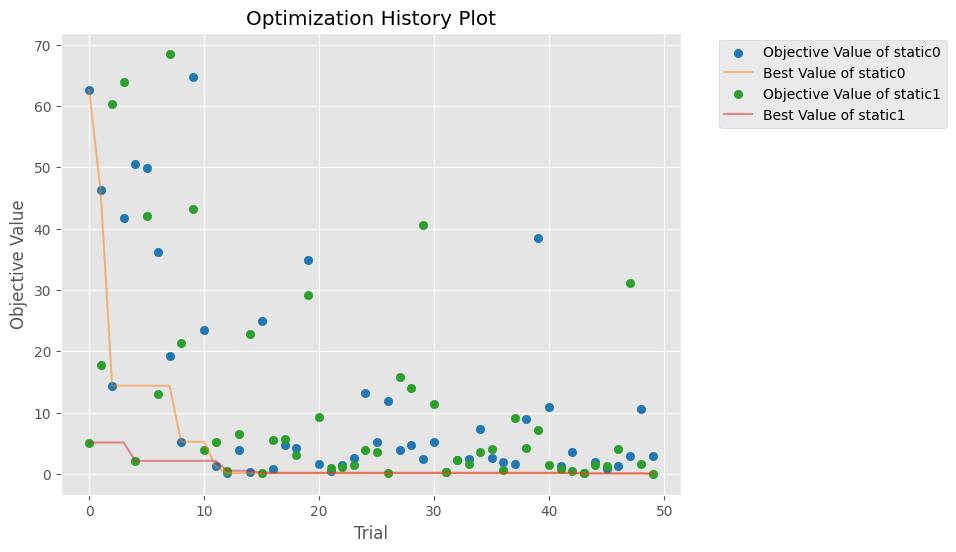 Optimization History Plot
Objective Value
70
60
50
40
30
20
10
0
0 10 20 30 40 50
Trial
Objective Value of static0
Best Value of static0
Objective Value of static1
Best Value of static1